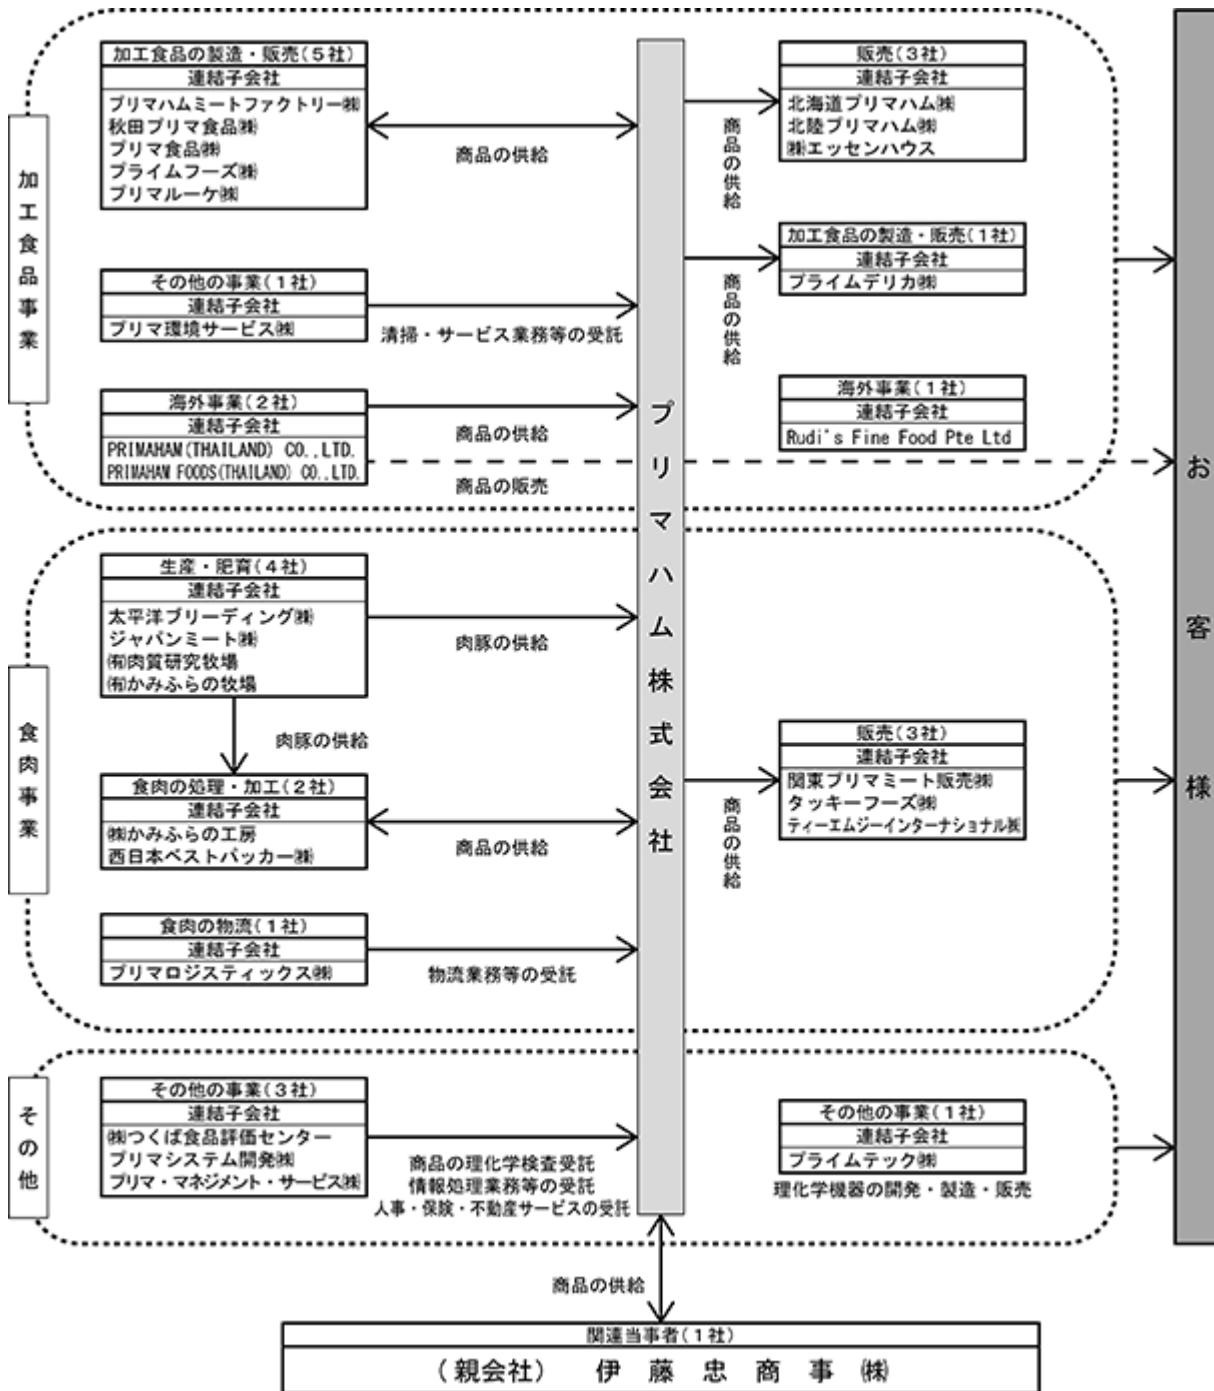 加工食品事業
加工食品の製造・販売(5社)
連結子会社
プリマハムミートファクトリー㈱
秋田プリマ食品㈱
プリマ食品㈱
プライムフーズ㈱
プリマルーケ㈱
商品の供給
その他の事業(1社)
連結子会社
プリマ環境サービス㈱
清掃・サービス業務等の受託
海外事業(2社)
連結子会社
PRIMAHAM(THAILAND) CO.,LTD.
PRIMAHAM FOODS(THAILAND) CO.,LTD.
商品の供給
商品の販売
販売(3社)
連結子会社
北海道プリマハム㈱
北陸プリマハム㈱
㈱エッセンハウス
商品の供給
加工食品の製造・販売(1社)
連結子会社
プライムデリカ㈱
商品の供給
海外事業(1社)
連結子会社
Rudi's Fine Food Pte Ltd
プリマハム株式会社
お客様
食肉事業
生産・肥育(4社)
連結子会社
太平洋ブリーディング㈱
ジャパンミート㈱
㈲肉質研究牧場
㈲かみふらの牧場
肉豚の供給
肉豚の供給
食肉の処理・加工(2社)
連結子会社
㈱かみふらの工房
西日本ベストパッカー㈱
商品の供給
食肉の物流(1社)
連結子会社
プリマロジスティックス㈱
物流業務等の受託
販売(3社)
連結子会社
関東プリマミート販売㈱
タッキーフーズ㈱
ティーエムジーインターナショナル㈱
商品の供給
その他
その他の事業(3社)
連結子会社
㈱つくば食品評価センター
プリマシステム開発㈱
プリマ・マネジメント・サービス㈱
商品の理化学検査受託
情報処理業務等の受託
人事・保険・不動産サービスの受託
その他の事業(1社)
連結子会社
プライムテック㈱
理化学機器の開発・製造・販売
商品の供給
関連当事者(1社)
(親会社) 伊藤忠商事㈱